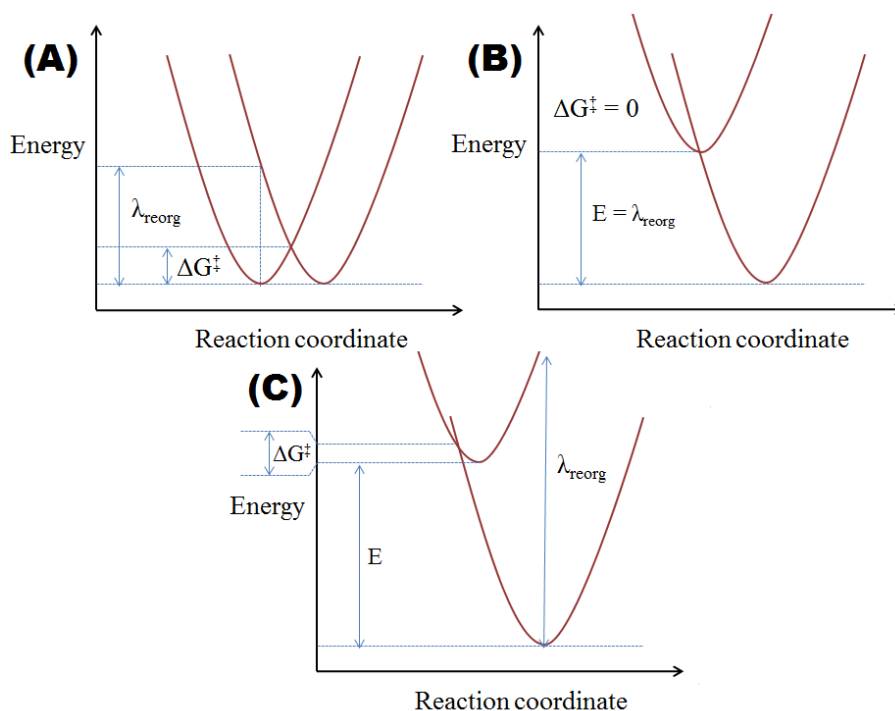 (A)
Energy
λreorg
ΔG‡
Reaction coordinate
(B)
ΔG‡ = 0
Energy
E = λreorg
Reaction coordinate
(C)
ΔG‡
λreorg
Energy
E
Reaction coordinate